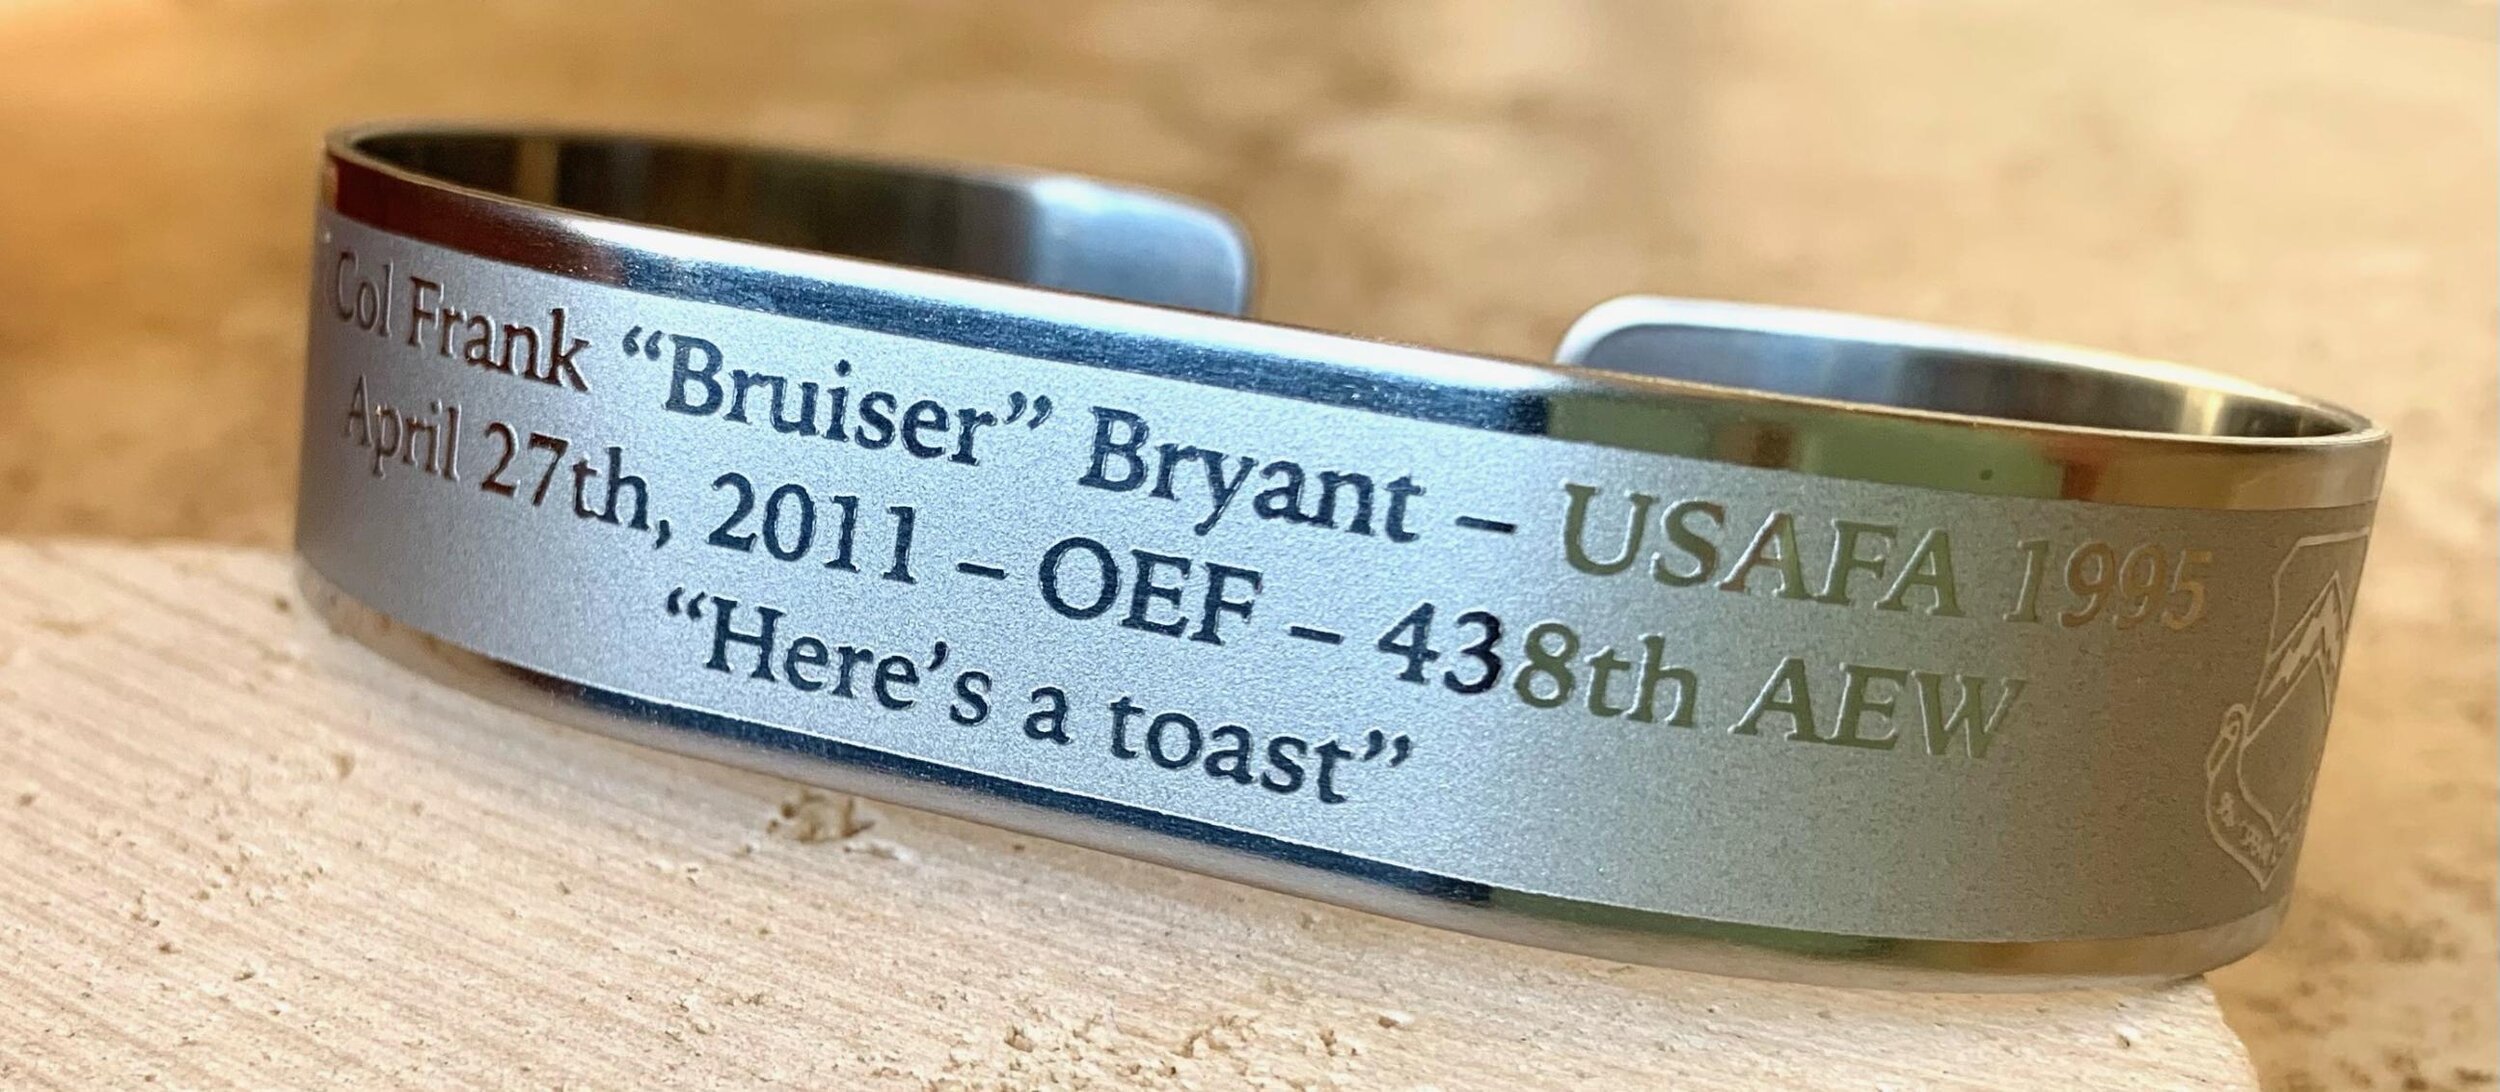 Col Frank “Bruiser” Bryant – USAFA 1995
April 27th, 2011 – OEF – 438th AEW
“Here’s a toast”